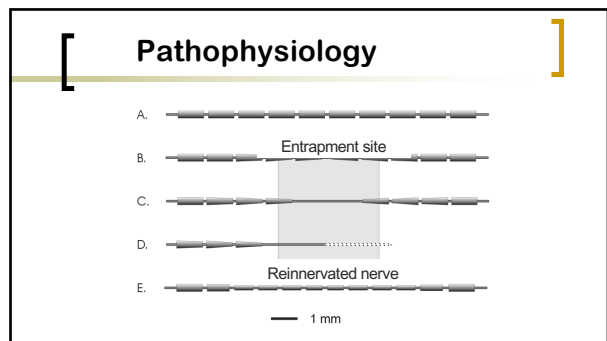 Pathophysiology
A.
Entrapment site
B.
C.
D.
Reinnervated nerve
E.
1 mm